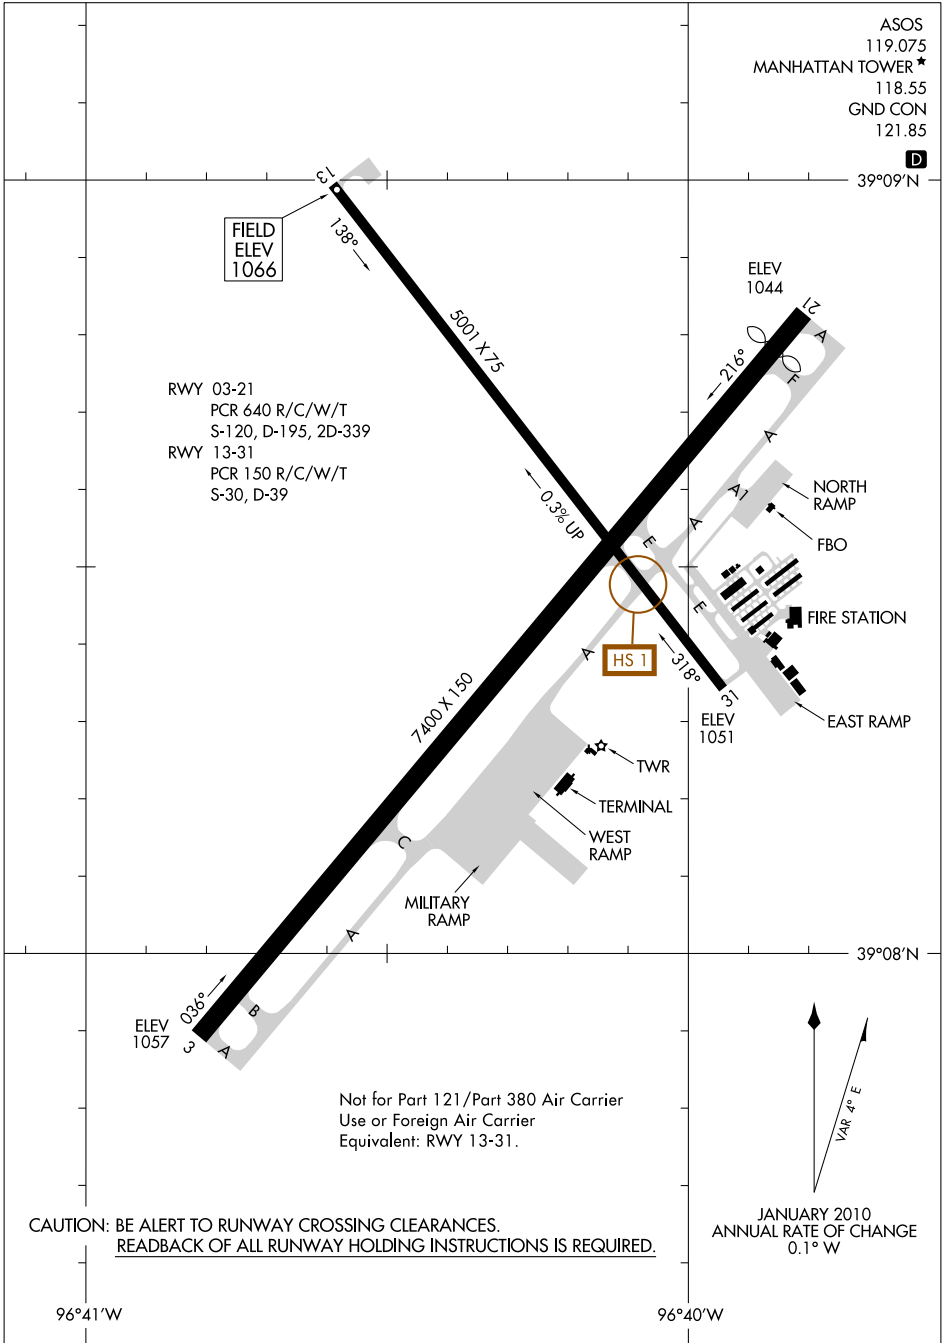 ASOS
119.075
MANHATTAN TOWER★
118.55
GND CON
121.85
D
39°09'N
13
FIELD
ELEV
1066
138°
ELEV
1044
21
A
5001 X 75
216°
F
RWY 03-21
PCR 640 R/C/W/T
S-120, D-195, 2D-339
RWY 13-31
PCR 150 R/C/W/T
S-30, D-39
A
0.3% UP
A1
NORTH
RAMP
A
E
FBO
E
FIRE STATION
A
HS 1
318°
31
ELEV
1051
EAST RAMP
7400 X 150
TWR
TERMINAL
WEST
RAMP
C
MILITARY
RAMP
A
39°08'N
036°
B
ELEV
1057
3
A
Not for Part 121/Part 380 Air Carrier
Use or Foreign Air Carrier
Equivalent: RWY 13-31.
VAR 4° E
JANUARY 2010
ANNUAL RATE OF CHANGE
0.1° W
CAUTION: BE ALERT TO RUNWAY CROSSING CLEARANCES.
READBACK OF ALL RUNWAY HOLDING INSTRUCTIONS IS REQUIRED.
96°41'W
96°40'W